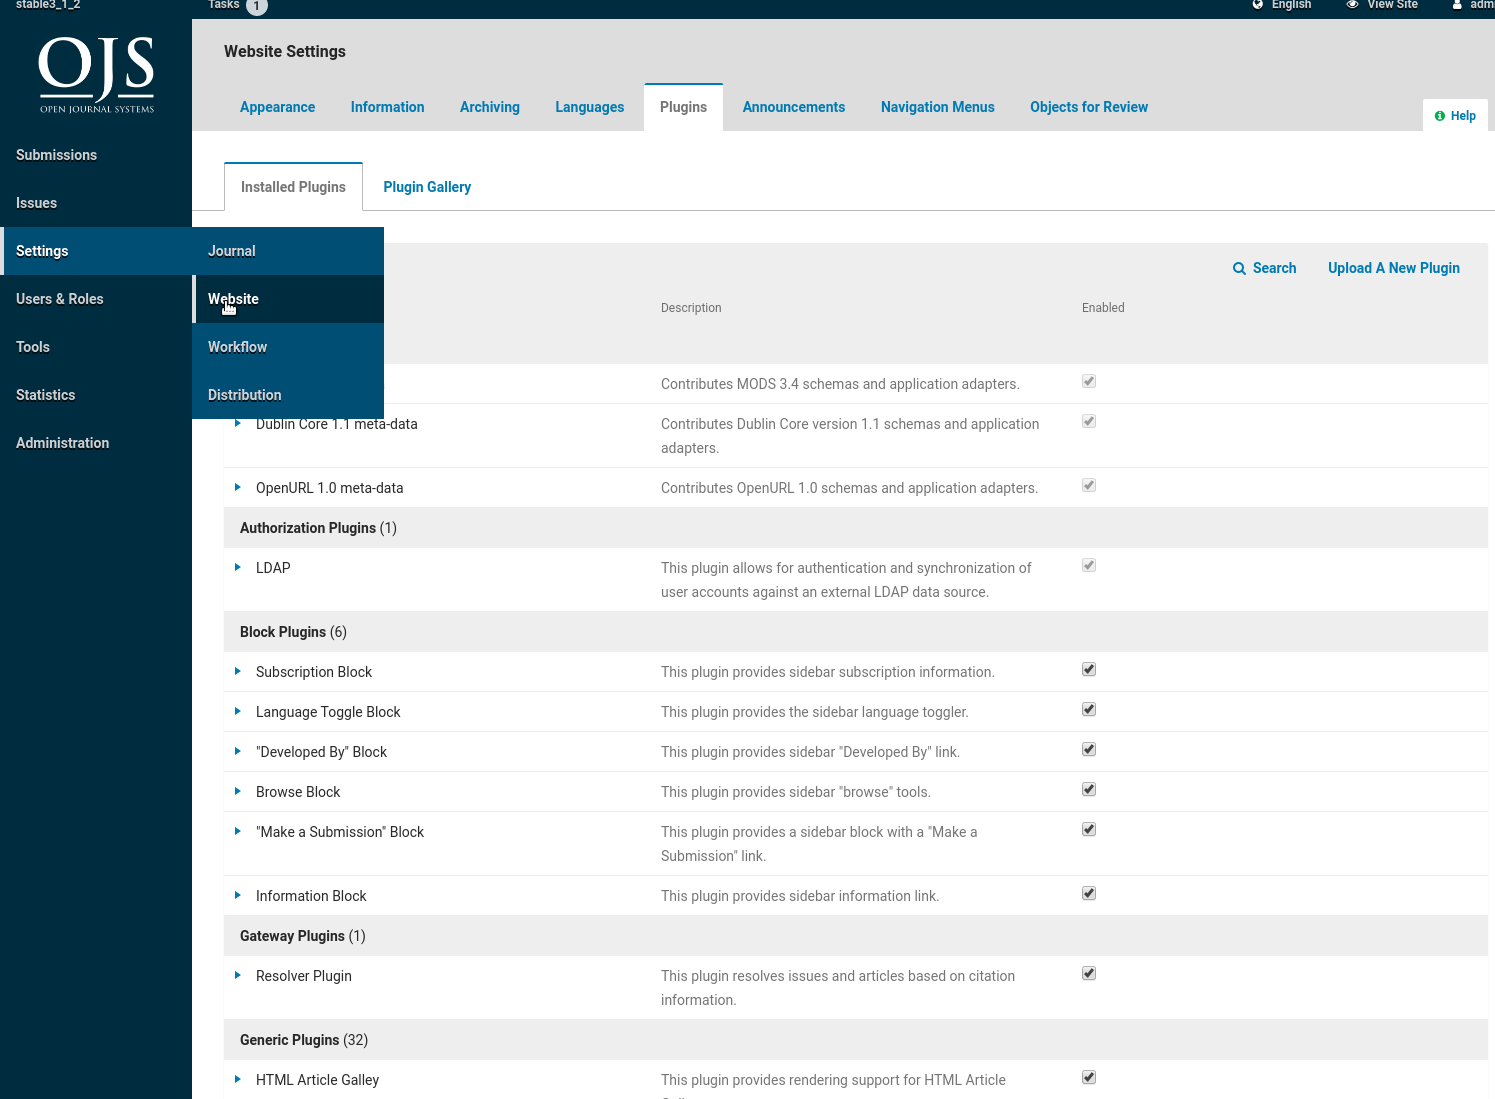 stable3_1_2
Tasks 1
English
View Site
OJS
OPEN JOURNAL SYSTEMS
Submissions
Issues
Settings
Users & Roles
Tools
Statistics
Administration
Journal
Website
Workflow
Distribution
Website Settings
Appearance
Information
Archiving
Languages
Plugins
Announcements
Navigation Menus
Objects for Review
Help
Installed Plugins
Plugin Gallery
Search
Upload A New Plugin
Description
Enabled
Contributes MODS 3.4 schemas and application adapters.
Dublin Core 1.1 meta-data
Contributes Dublin Core version 1.1 schemas and application
adapters.
OpenURL 1.0 meta-data
Contributes OpenURL 1.0 schemas and application adapters.
Authorization Plugins (1)
LDAP
This plugin allows for authentication and synchronization of
user accounts against an external LDAP data source.
Block Plugins (6)
Subscription Block
This plugin provides sidebar subscription information.
Language Toggle Block
This plugin provides the sidebar language toggler.
"Developed By" Block
This plugin provides sidebar "Developed By" link.
Browse Block
This plugin provides sidebar "browse" tools.
"Make a Submission" Block
This plugin provides a sidebar block with a "Make a
Submission" link.
Information Block
This plugin provides sidebar information link.
Gateway Plugins (1)
Resolver Plugin
This plugin resolves issues and articles based on citation
information.
Generic Plugins (32)
HTML Article Galley
This plugin provides rendering support for HTML Article